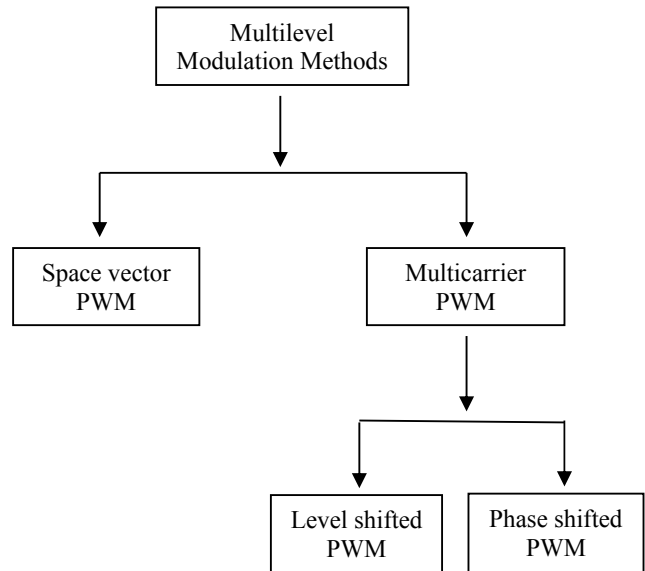 Multilevel
Modulation Methods
Space vector
PWM
Multicarrier
PWM
Level shifted
PWM
Phase shifted
PWM